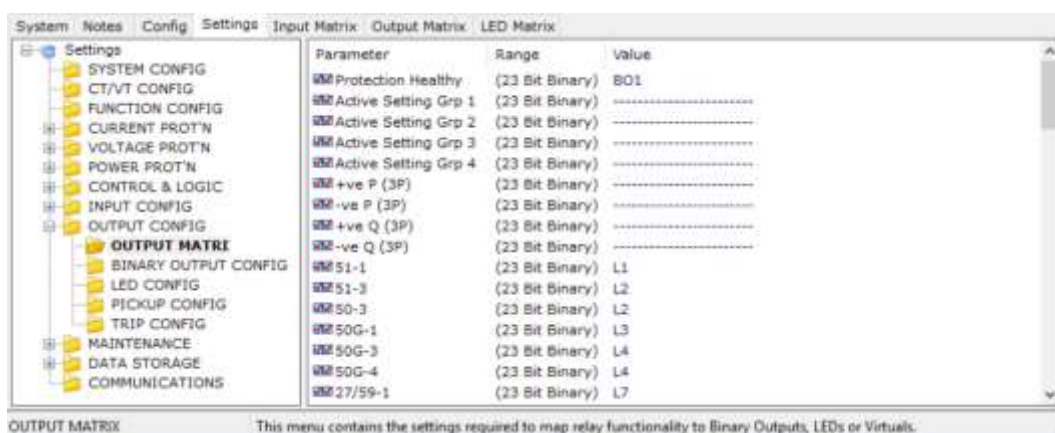 System Notes Config Settings Input Matrix Output Matrix LED Matrix
Settings
SYSTEM CONFIG
CT/VT CONFIG
FUNCTION CONFIG
CURRENT PROT'N
VOLTAGE PROT'N
POWER PROT'N
CONTROL & LOGIC
INPUT CONFIG
OUTPUT CONFIG
OUTPUT MATRI
BINARY OUTPUT CONFIG
LED CONFIG
PICKUP CONFIG
TRIP CONFIG
MAINTENANCE
DATA STORAGE
COMMUNICATIONS
Parameter Range Value
Protection Healthy (23 Bit Binary) BO1
Active Setting Grp 1 (23 Bit Binary) -----------------------
Active Setting Grp 2 (23 Bit Binary) -----------------------
Active Setting Grp 3 (23 Bit Binary) -----------------------
Active Setting Grp 4 (23 Bit Binary) -----------------------
+ve P (3P) (23 Bit Binary) -----------------------
-ve P (3P) (23 Bit Binary) -----------------------
+ve Q (3P) (23 Bit Binary) -----------------------
-ve Q (3P) (23 Bit Binary) -----------------------
51-1 (23 Bit Binary) L1
51-3 (23 Bit Binary) L2
50-3 (23 Bit Binary) L2
50G-1 (23 Bit Binary) L3
50G-3 (23 Bit Binary) L4
50G-4 (23 Bit Binary) L4
27/59-1 (23 Bit Binary) L7
OUTPUT MATRIX This menu contains the settings required to map relay functionality to Binary Outputs, LEDs or Virtuals.